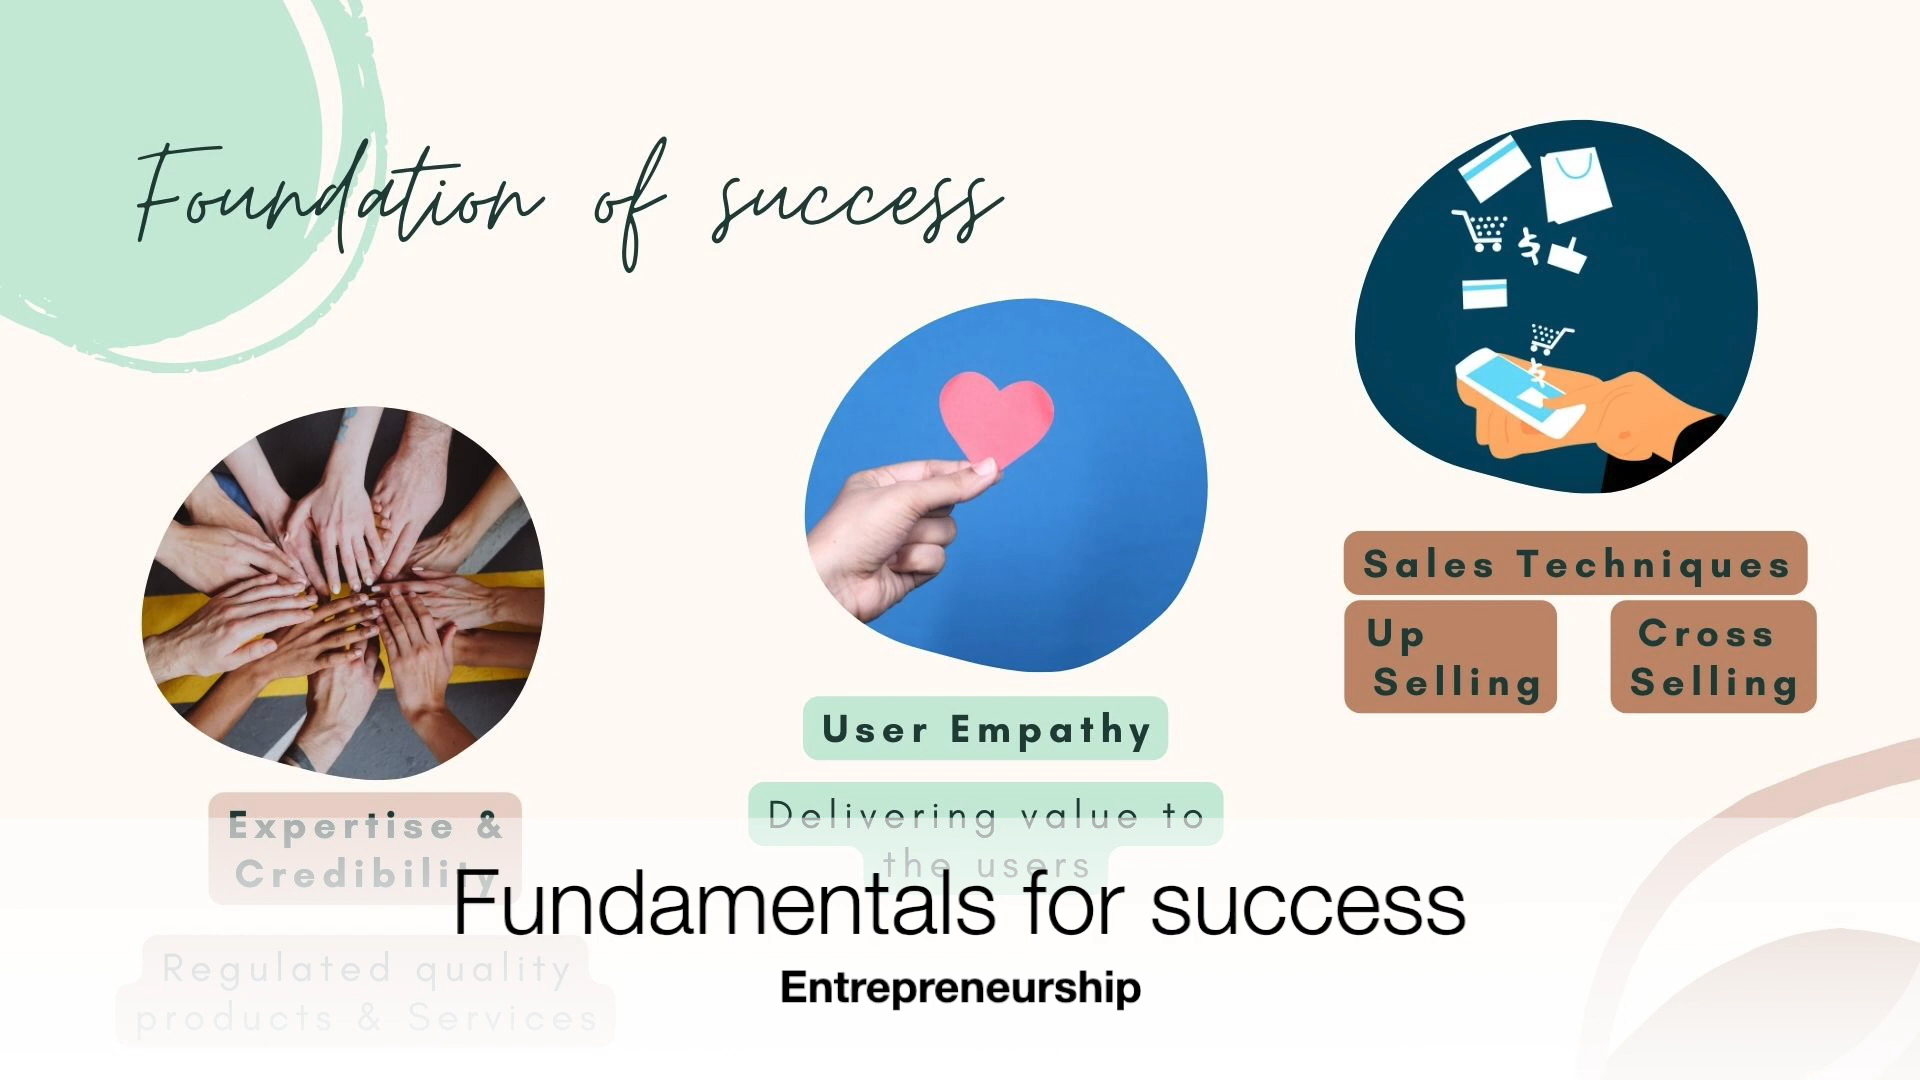 Foundation of success
Expertise &
Credibility
Regulated quality
products & Services
User Empathy
Delivering value to
the users
Sales Techniques
Up
Selling
Cross
Selling
Fundamentals for success
Entrepreneurship